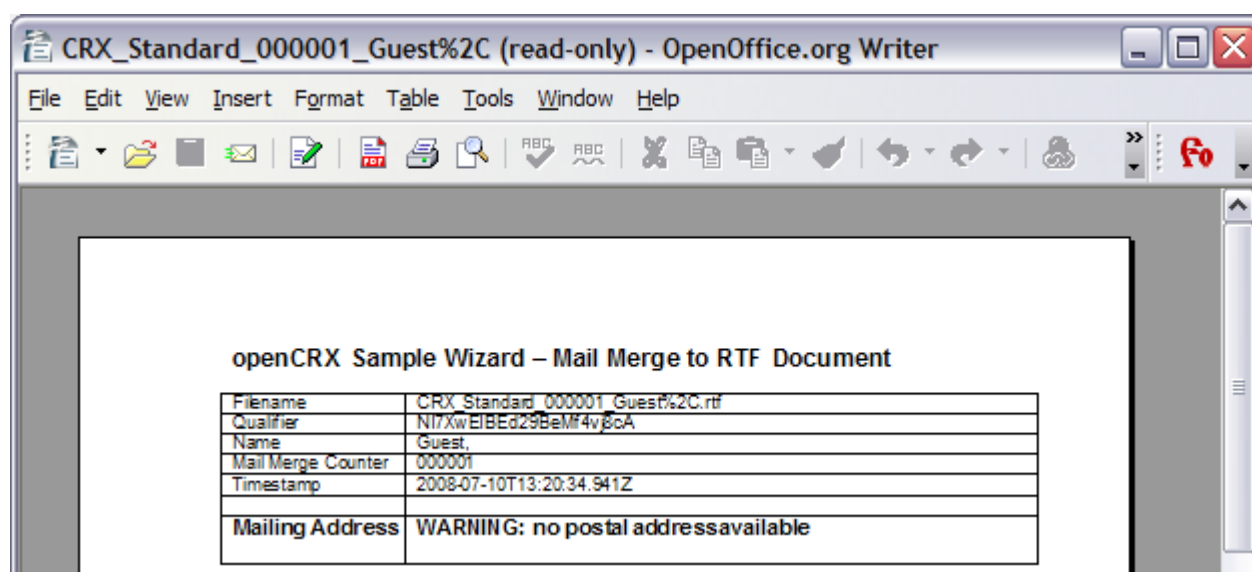 CRX_Standard_000001_Guest%2C (read-only) - OpenOffice.org Writer
File Edit View Insert Format Table Tools Window Help
openCRX Sample Wizard – Mail Merge to RTF Document
Filename CRX_Standard_000001_Guest%2C.rtf
Qualifier
Name Guest,
Mail Merge Counter 000001
Timestamp 2008-07-10T13:20:34.941Z
Mailing Address WARNING: no postal addressavailable